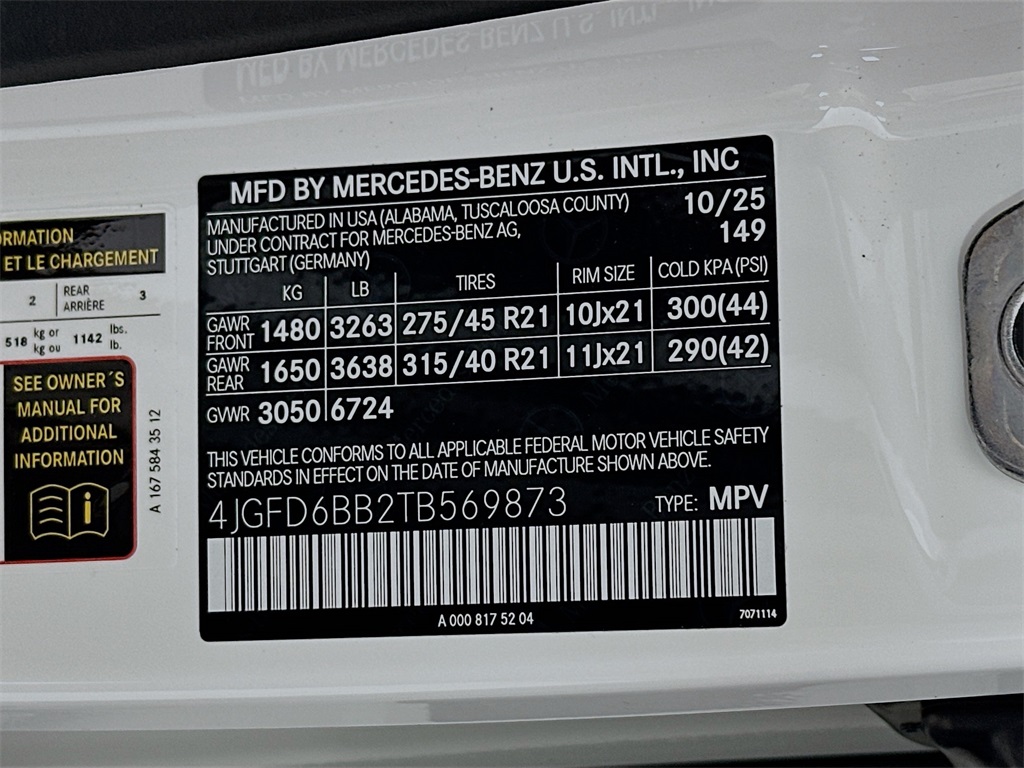 MFD BY MERCEDES-BENZ U.S. INTL., INC
MANUFACTURED IN USA (ALABAMA, TUSCALOOSA COUNTY)
UNDER CONTRACT FOR MERCEDES-BENZ AG,
STUTTGART (GERMANY)
10/25
149
KG LB TIRES RIM SIZE COLD KPA (PSI)
GAWR FRONT 1480 3263 275/45 R21 10Jx21 300(44)
GAWR REAR 1650 3638 315/40 R21 11Jx21 290(42)
GVWR 3050 6724
THIS VEHICLE CONFORMS TO ALL APPLICABLE FEDERAL MOTOR VEHICLE SAFETY
STANDARDS IN EFFECT ON THE DATE OF MANUFACTURE SHOWN ABOVE.
4JGFD6BB2TB569873 TYPE: MPV
A 000 817 52 04
7071114
ET LE CHARGEMENT
2 REAR ARRIÈRE 3
518 kg or kg ou 1142 lbs. lb.
SEE OWNER´S
MANUAL FOR
ADDITIONAL
INFORMATION
i
A 167 584 35 12